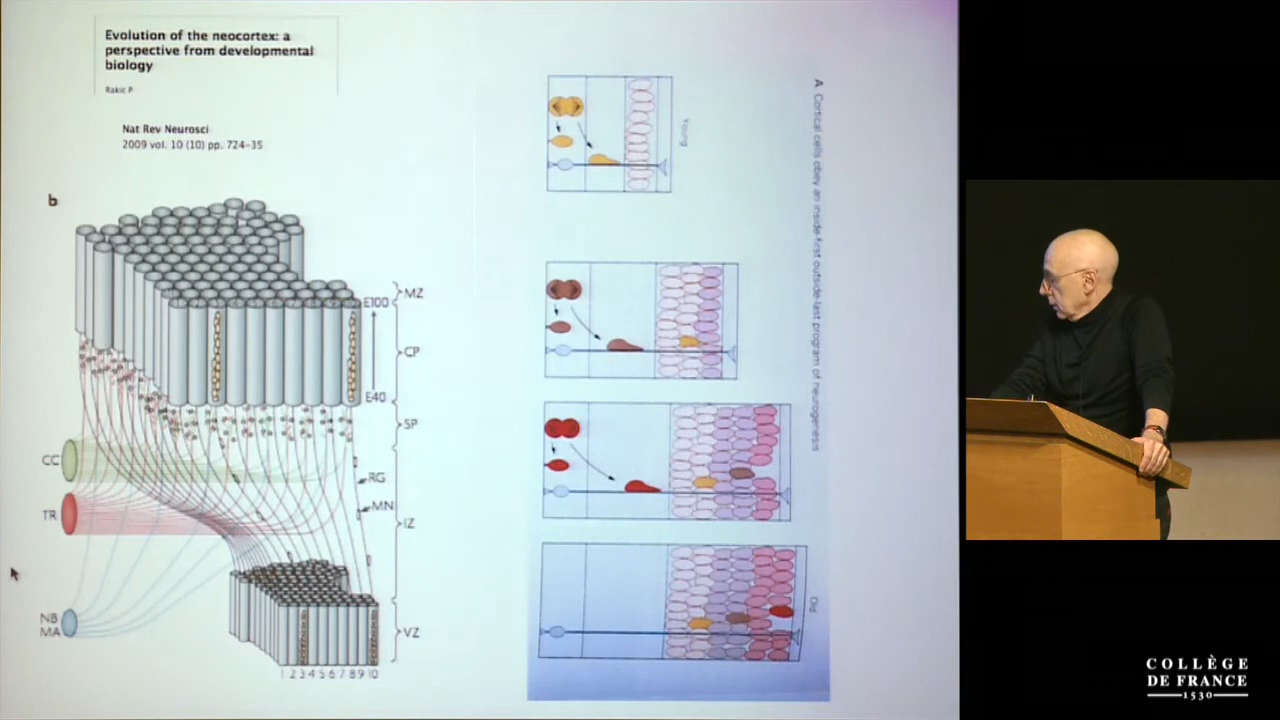 Evolution of the neocortex: a
perspective from developmental
biology
Rakic P
Nat Rev Neurosci
2009 vol. 10 (10) pp. 724–35
b
E100
MZ
CP
E40
SP
CC
RG
TR
MN
IZ
NB
MA
VZ
1 2 3 4 5 6 7 8 9 10
A Cortical cells obey an inside-first outside-last program of neurogenesis
Young
Old
COLLÈGE
DE FRANCE
1530